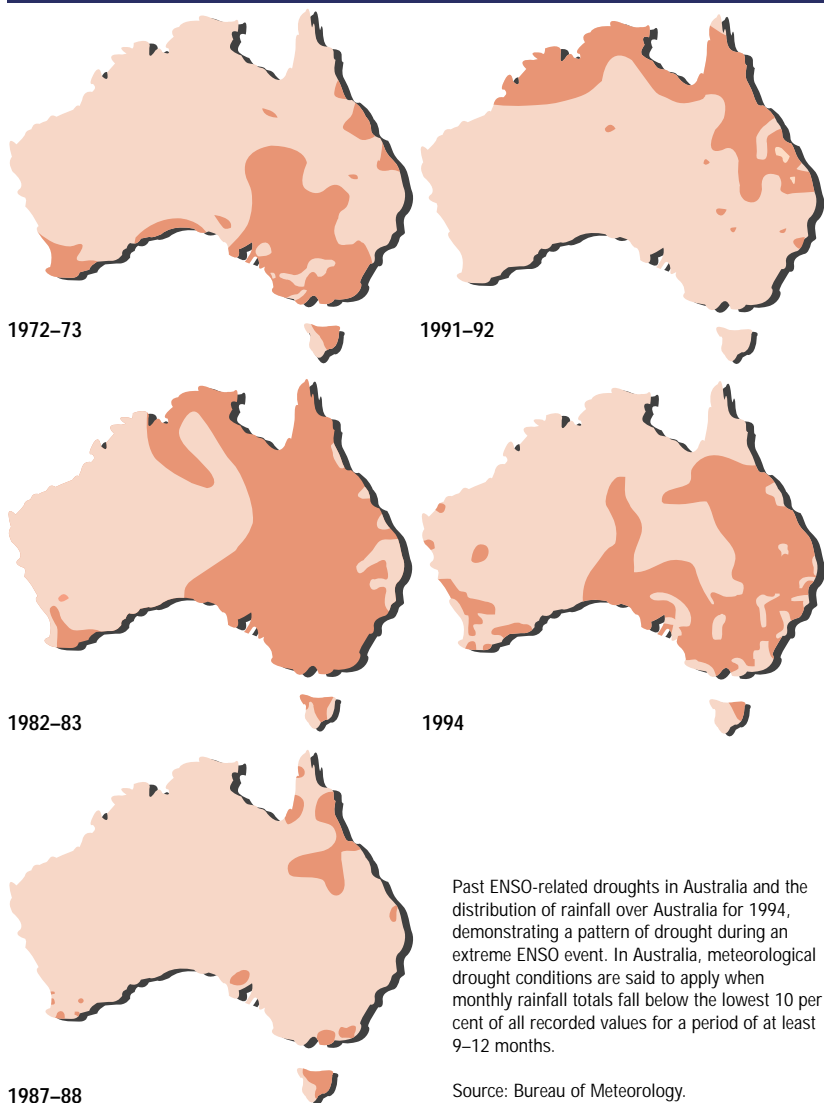 1972–73
1991–92
1982–83
1994
1987–88
Past ENSO-related droughts in Australia and the
distribution of rainfall over Australia for 1994,
demonstrating a pattern of drought during an
extreme ENSO event. In Australia, meteorological
drought conditions are said to apply when
monthly rainfall totals fall below the lowest 10 per
cent of all recorded values for a period of at least
9–12 months.
Source: Bureau of Meteorology.